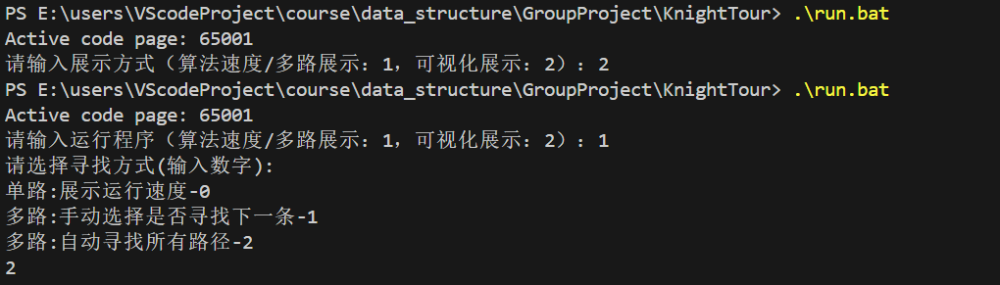 PS E:\users\VScodeProject\course\data_structure\GroupProject\KnightTour> .\run.bat
Active code page: 65001
请输入展示方式（算法速度/多路展示：1，可视化展示：2）：2
PS E:\users\VScodeProject\course\data_structure\GroupProject\KnightTour> .\run.bat
Active code page: 65001
请输入运行程序（算法速度/多路展示：1，可视化展示：2）：1
请选择寻找方式(输入数字):
单路:展示运行速度-0
多路:手动选择是否寻找下一条-1
多路:自动寻找所有路径-2
2